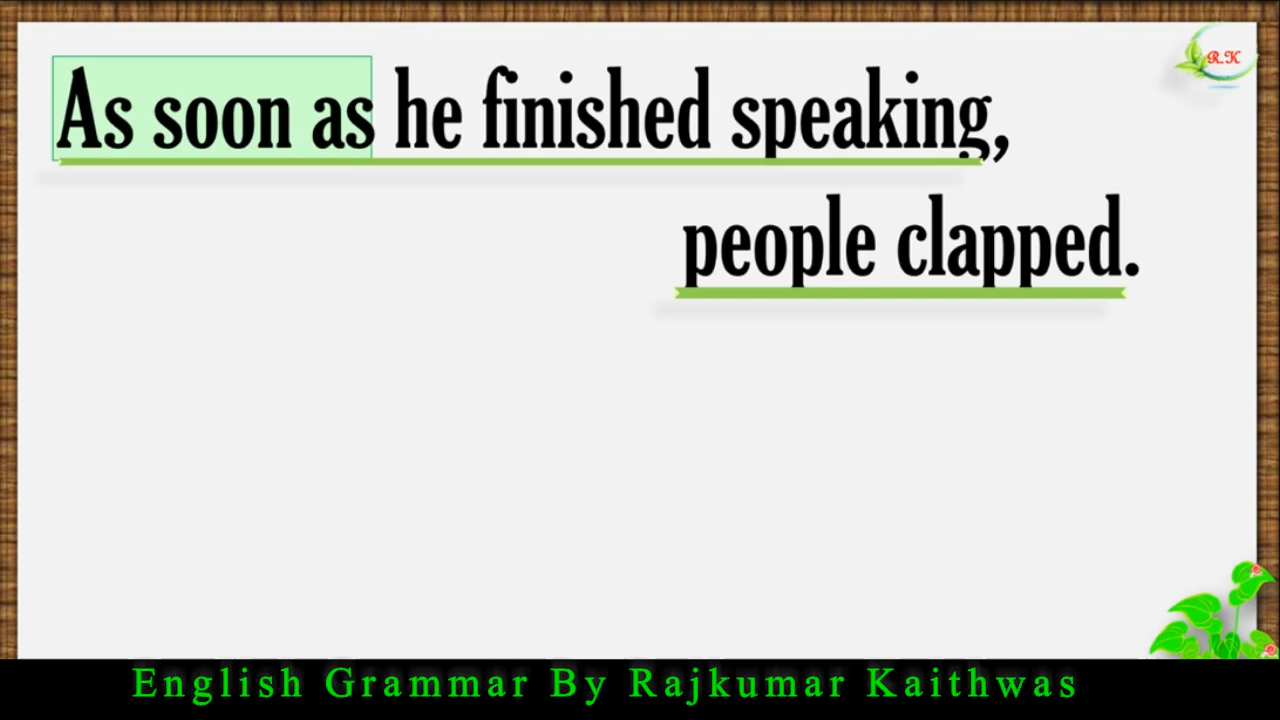 R.K
As soon as he finished speaking,
people clapped.
English Grammar By Rajkumar Kaithwas